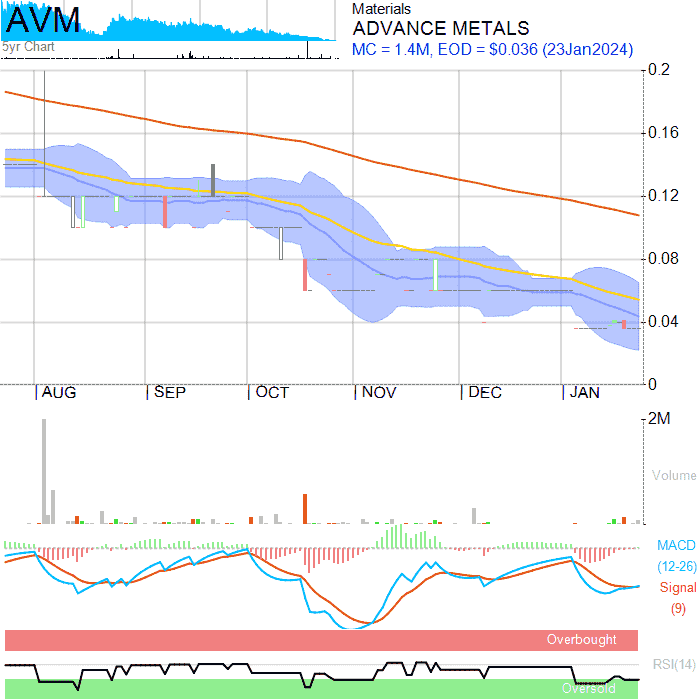 AVM
5yr Chart
Materials
ADVANCE METALS
MC = 1.4M, EOD = $0.036 (23Jan2024)
0.2
0.16
0.12
0.08
0.04
0
AUG SEP OCT NOV DEC JAN
2M
Volume
MACD
(12-26)
Signal
(9)
Overbought
RSI(14)
Oversold